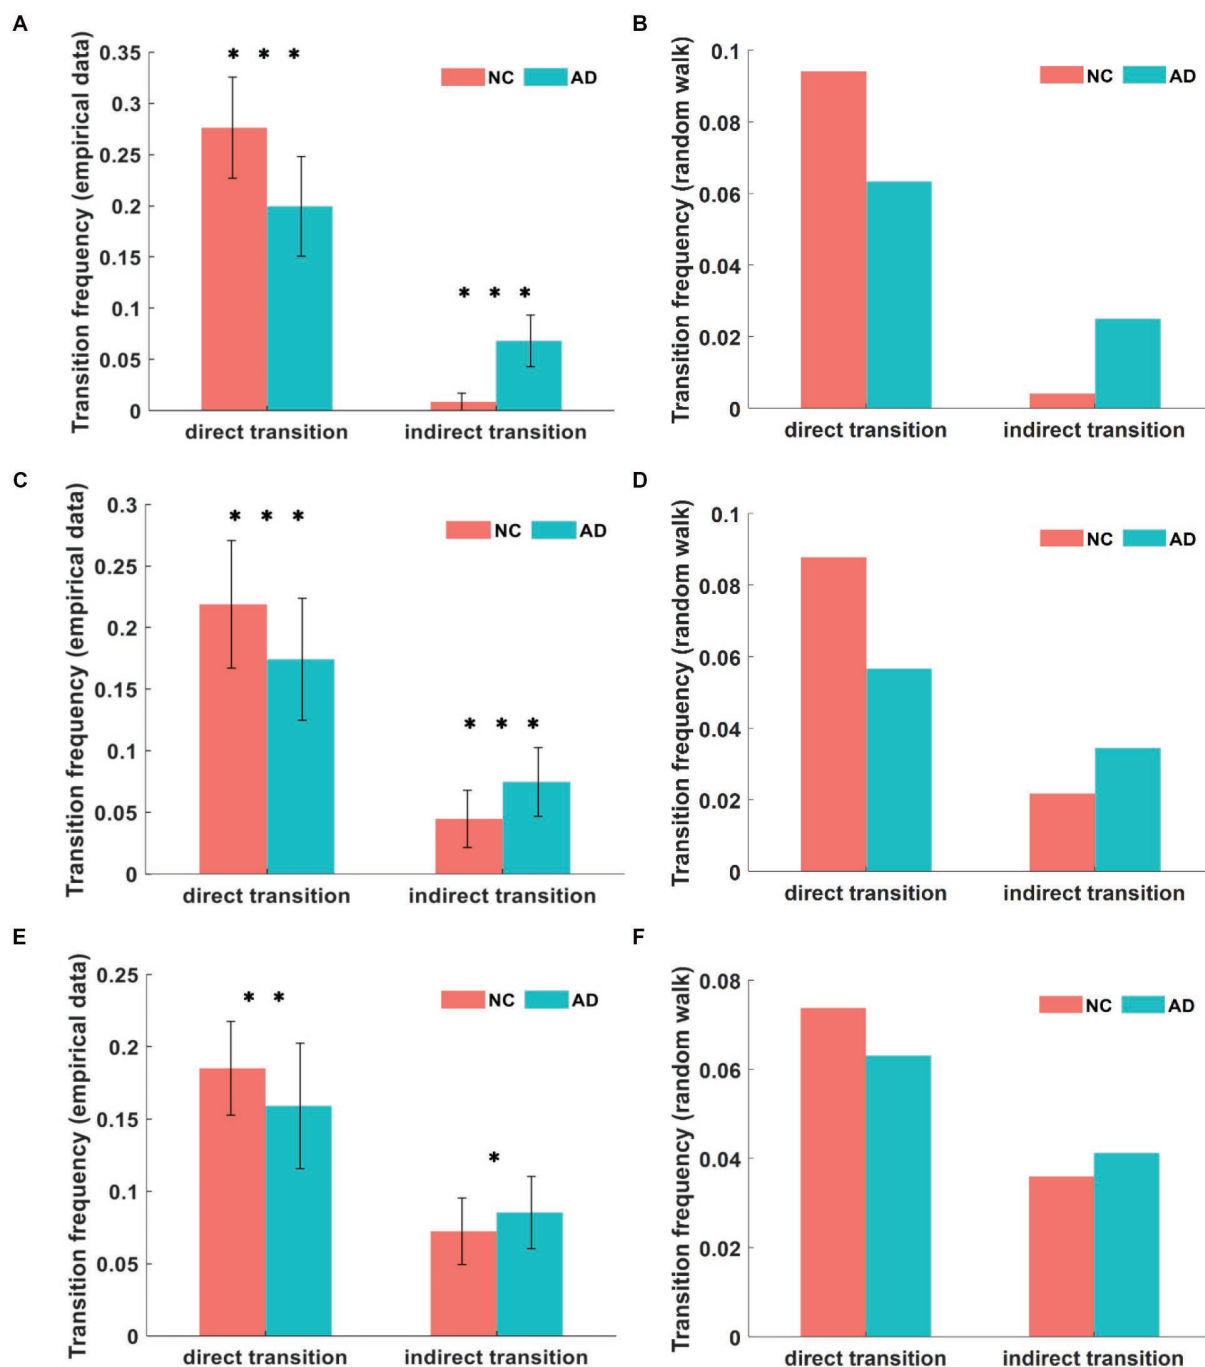 A
Transition frequency (empirical data)
0.35
0.3
0.25
0.2
0.15
0.1
0.05
0
* * *
* * *
NC AD
direct transition indirect transition
B
Transition frequency (random walk)
0.1
0.08
0.06
0.04
0.02
0
NC AD
direct transition indirect transition
C
Transition frequency (empirical data)
0.3
0.25
0.2
0.15
0.1
0.05
0
* * *
* * *
NC AD
direct transition indirect transition
D
Transition frequency (random walk)
0.1
0.08
0.06
0.04
0.02
0
NC AD
direct transition indirect transition
E
Transition frequency (empirical data)
0.25
0.2
0.15
0.1
0.05
0
* *
*
NC AD
direct transition indirect transition
F
Transition frequency (random walk)
0.08
0.06
0.04
0.02
0
NC AD
direct transition indirect transition